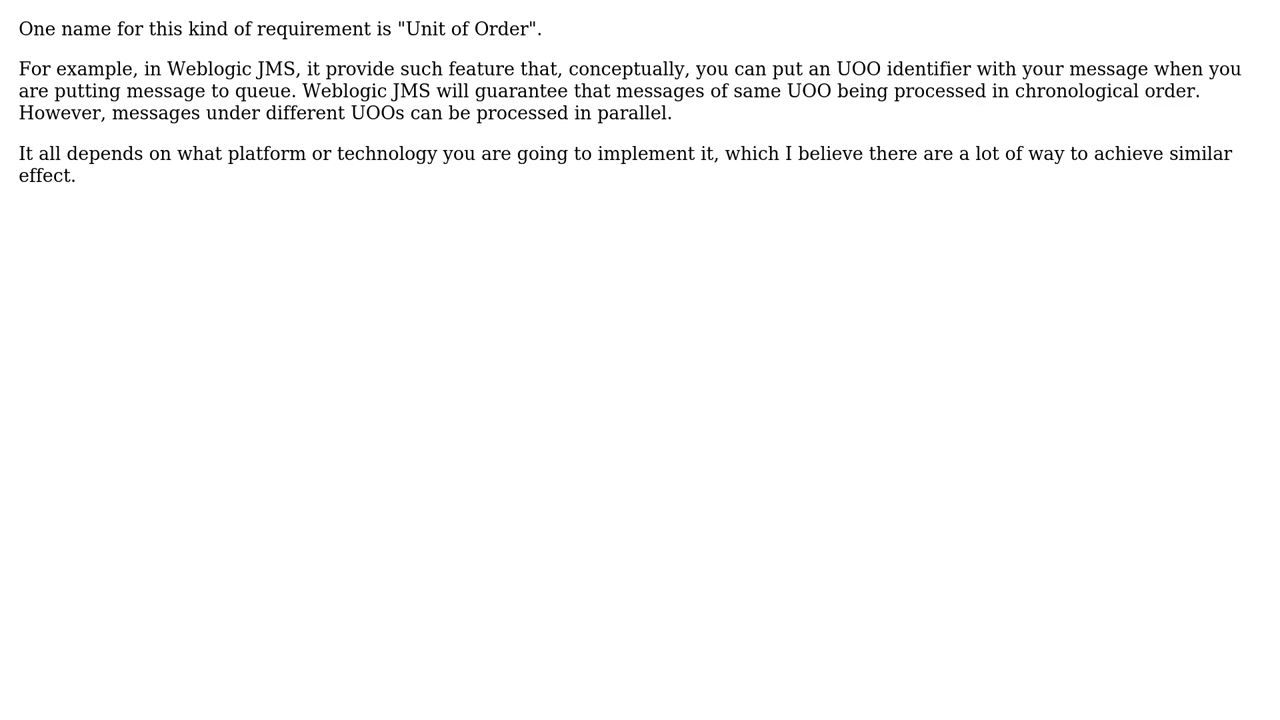 One name for this kind of requirement is "Unit of Order".
For example, in Weblogic JMS, it provide such feature that, conceptually, you can put an UOO identifier with your message when you
are putting message to queue. Weblogic JMS will guarantee that messages of same UOO being processed in chronological order.
However, messages under different UOOs can be processed in parallel.
It all depends on what platform or technology you are going to implement it, which I believe there are a lot of way to achieve similar
effect.